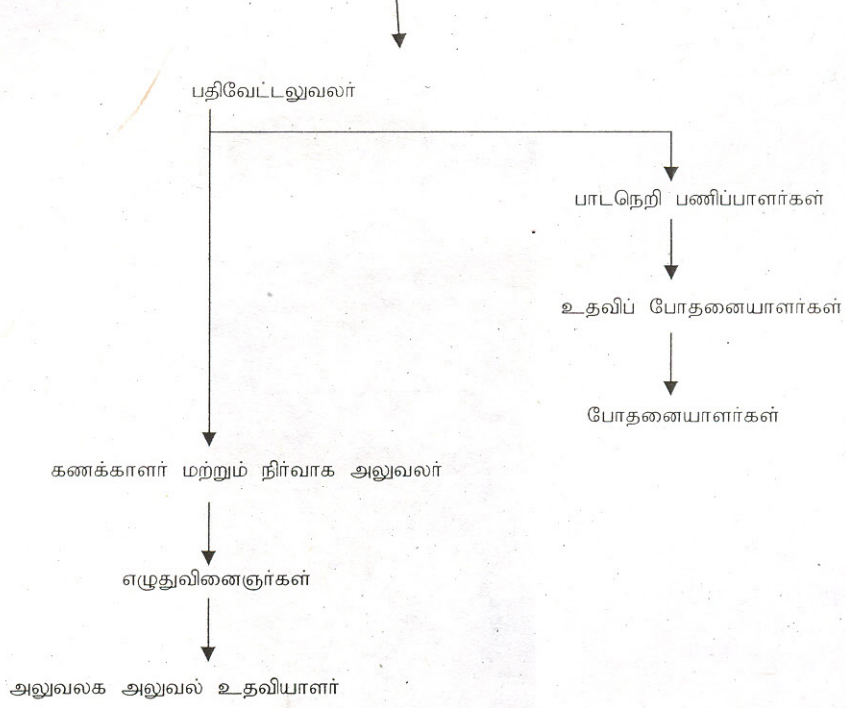 பதிவேட்டலுவலர்
பாடநெறி பணிப்பாளர்கள்
உதவிப் போதனையாளர்கள்
போதனையாளர்கள்
கணக்காளர் மற்றும் நிர்வாக அலுவலர்
எழுதுவினைஞர்கள்
அலுவலக அலுவல் உதவியாளர்